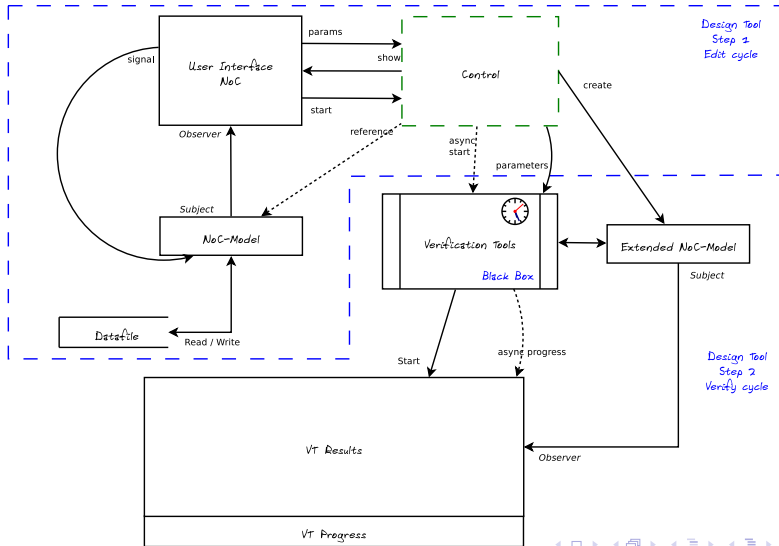 params
Design Tool
Step 1
Edit cycle
signal
User Interface
NoC
show
Control
create
start
Observer
reference
async
start
parameters
Subject
NoC-Model
Verification Tools
Extended NoC-Model
Black Box
Subject
Datafile
Read / Write
Start
async progress
Design Tool
Step 2
Verify cycle
VT Results
Observer
VT Progress